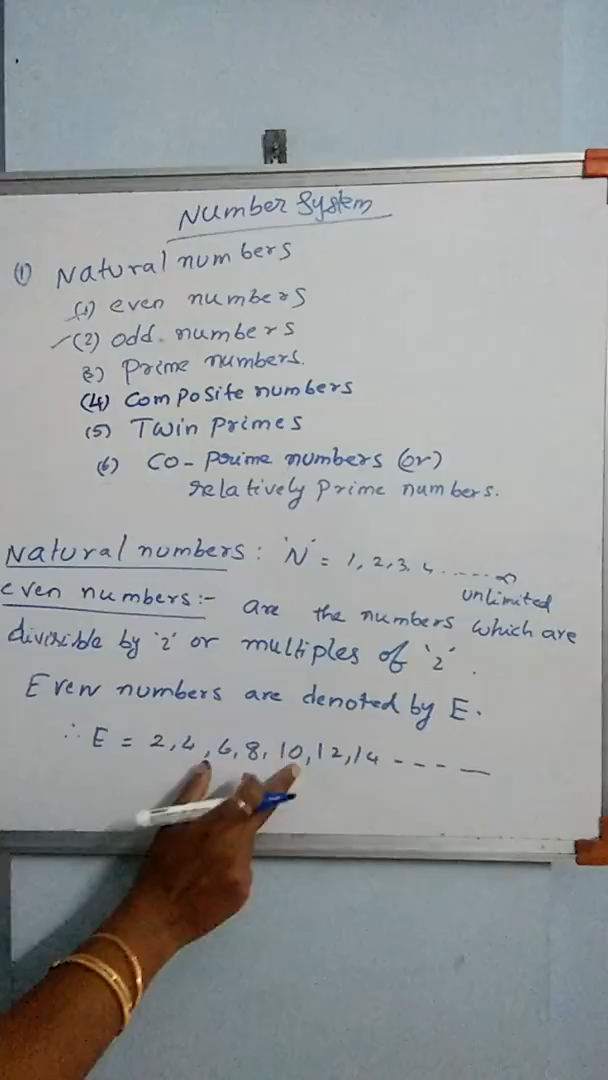 Number System
(1) Natural numbers
(1) even numbers
(2) odd numbers
3) Prime numbers.
(4) Composite numbers
(5) Twin Primes
(6) Co-Prime numbers (or)
relatively Prime numbers.
Natural numbers: 'N' = 1, 2, 3, 4 ..... ∞
unlimited
even numbers:- are the numbers which are
divisible by '2' or multiples of '2'.
Even numbers are denoted by E.
∴ E = 2, 4, 6, 8, 10, 12, 14 - - - -